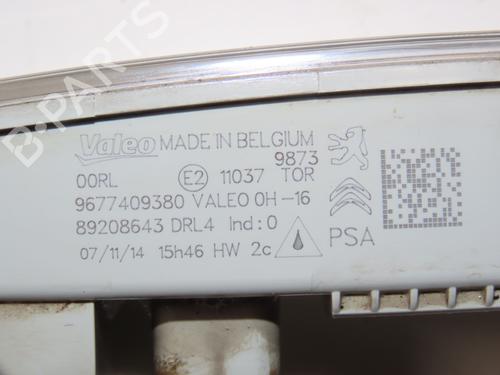 B-PARTS
Valeo MADE IN BELGIUM
9873
00RL E2 11037 TOR
9677409380 VALEO 0H-16
89208643 DRL4 Ind:0
07/11/14 15h46 HW 2c PSA